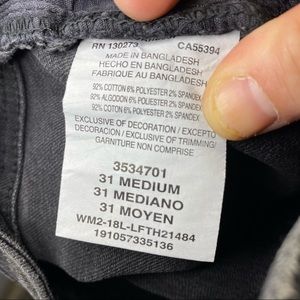 RN 130273 CA55394
MADE IN BANGLADESH
HECHO EN BANGLADESH
FABRIQUE AU BANGLADESH
92% COTTON 6% POLYESTER 2% SPANDEX
92% ALGODON 6% POLYESTER 2% SPANDEX
92% COTTON 6% POLYESTER 2% SPANDEX
EXCLUSIVE OF DECORATION / EXCEPTO
DECORACION / EXCLUSIVE OF TRIMMING/
GARNITURE NON COMPRISE
3534701
31 MEDIUM
31 MEDIANO
31 MOYEN
WM2-18L-LFTH21484
191057335136